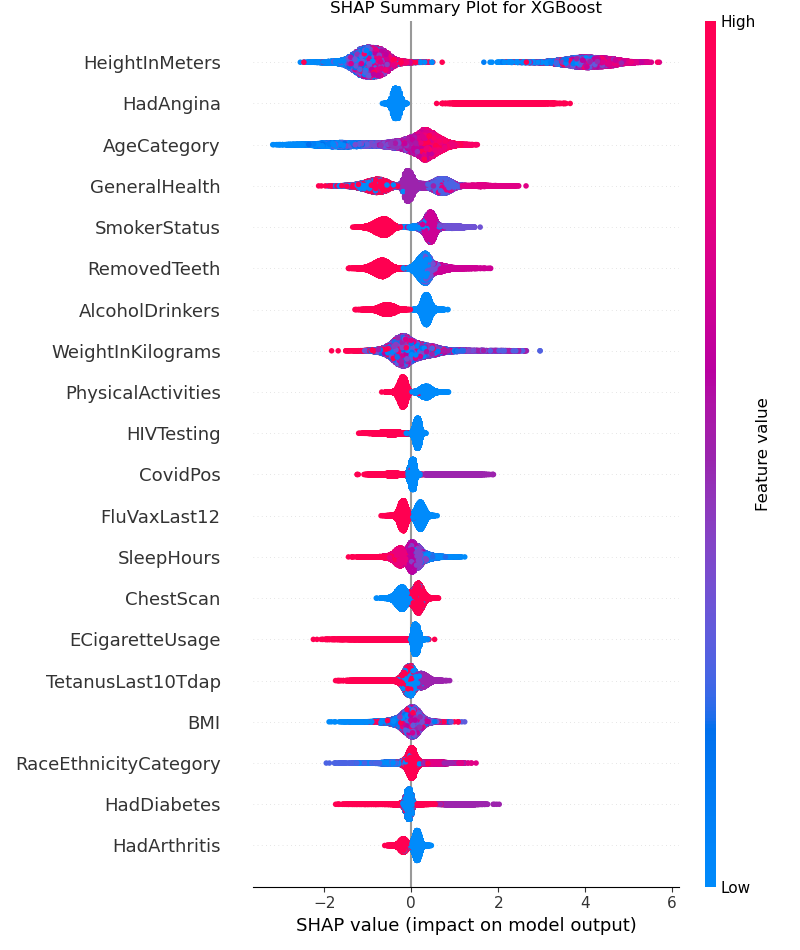 SHAP Summary Plot for XGBoost
High
HeightInMeters
HadAngina
AgeCategory
GeneralHealth
SmokerStatus
RemovedTeeth
AlcoholDrinkers
WeightInKilograms
PhysicalActivities
HIVTesting
CovidPos
FluVaxLast12
SleepHours
ChestScan
ECigaretteUsage
TetanusLast10Tdap
BMI
RaceEthnicityCategory
HadDiabetes
HadArthritis
Feature value
Low
−2 0 2 4 6
SHAP value (impact on model output)